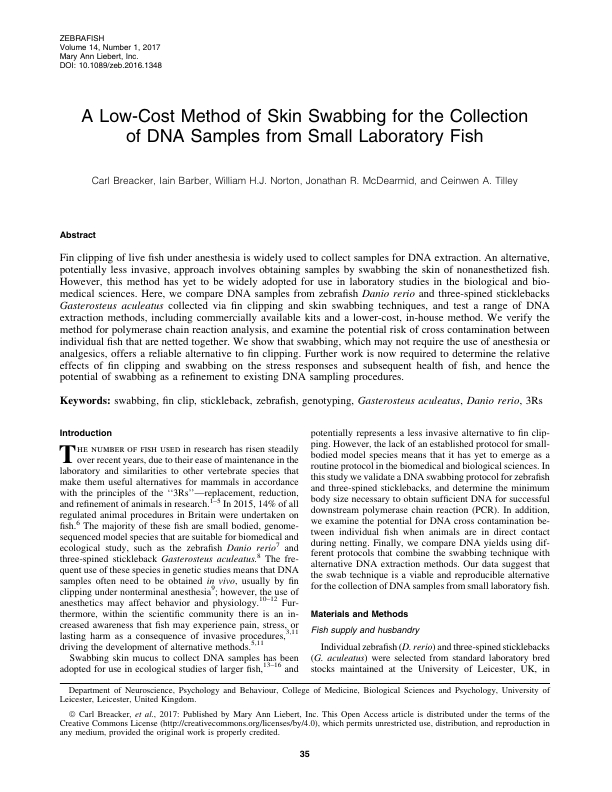 ZEBRAFISH
Volume 14, Number 1, 2017
Mary Ann Liebert, Inc.
DOI: 10.1089/zeb.2016.1348
A Low-Cost Method of Skin Swabbing for the Collection
of DNA Samples from Small Laboratory Fish
Carl Breacker, Iain Barber, William H.J. Norton, Jonathan R. McDearmid, and Ceinwen A. Tilley
Abstract
Fin clipping of live fish under anesthesia is widely used to collect samples for DNA extraction. An alternative,
potentially less invasive, approach involves obtaining samples by swabbing the skin of nonanesthetized fish.
However, this method has yet to be widely adopted for use in laboratory studies in the biological and bio-
medical sciences. Here, we compare DNA samples from zebrafish Danio rerio and three-spined sticklebacks
Gasterosteus aculeatus collected via fin clipping and skin swabbing techniques, and test a range of DNA
extraction methods, including commercially available kits and a lower-cost, in-house method. We verify the
method for polymerase chain reaction analysis, and examine the potential risk of cross contamination between
individual fish that are netted together. We show that swabbing, which may not require the use of anesthesia or
analgesics, offers a reliable alternative to fin clipping. Further work is now required to determine the relative
effects of fin clipping and swabbing on the stress responses and subsequent health of fish, and hence the
potential of swabbing as a refinement to existing DNA sampling procedures.
Keywords: swabbing, fin clip, stickleback, zebrafish, genotyping, Gasterosteus aculeatus, Danio rerio, 3Rs
Introduction
THE NUMBER OF FISH USED in research has risen steadily
over recent years, due to their ease of maintenance in the
laboratory and similarities to other vertebrate species that
make them useful alternatives for mammals in accordance
with the principles of the ‘‘3Rs’’—replacement, reduction,
and refinement of animals in research.1–5 In 2015, 14% of all
regulated animal procedures in Britain were undertaken on
fish.6 The majority of these fish are small bodied, genome-
sequenced model species that are suitable for biomedical and
ecological study, such as the zebrafish Danio rerio7 and
three-spined stickleback Gasterosteus aculeatus.8 The fre-
quent use of these species in genetic studies means that DNA
samples often need to be obtained in vivo, usually by fin
clipping under nonterminal anesthesia9; however, the use of
anesthetics may affect behavior and physiology.10–12 Fur-
thermore, within the scientific community there is an in-
creased awareness that fish may experience pain, stress, or
lasting harm as a consequence of invasive procedures,3,11
driving the development of alternative methods.5,11
Swabbing skin mucus to collect DNA samples has been
adopted for use in ecological studies of larger fish,13–16 and
potentially represents a less invasive alternative to fin clip-
ping. However, the lack of an established protocol for small-
bodied model species means that it has yet to emerge as a
routine protocol in the biomedical and biological sciences. In
this study we validate a DNA swabbing protocol for zebrafish
and three-spined sticklebacks, and determine the minimum
body size necessary to obtain sufficient DNA for successful
downstream polymerase chain reaction (PCR). In addition,
we examine the potential for DNA cross contamination be-
tween individual fish when animals are in direct contact
during netting. Finally, we compare DNA yields using dif-
ferent protocols that combine the swabbing technique with
alternative DNA extraction methods. Our data suggest that
the swab technique is a viable and reproducible alternative
for the collection of DNA samples from small laboratory fish.
Materials and Methods
Fish supply and husbandry
Individual zebrafish (D. rerio) and three-spined sticklebacks
(G. aculeatus) were selected from standard laboratory bred
stocks maintained at the University of Leicester, UK, in
Department of Neuroscience, Psychology and Behaviour, College of Medicine, Biological Sciences and Psychology, University of
Leicester, Leicester, United Kingdom.
© Carl Breacker, et al., 2017: Published by Mary Ann Liebert, Inc. This Open Access article is distributed under the terms of the
Creative Commons License (http://creativecommons.org/licenses/by/4.0), which permits unrestricted use, distribution, and reproduction in
any medium, provided the original work is properly credited.
35